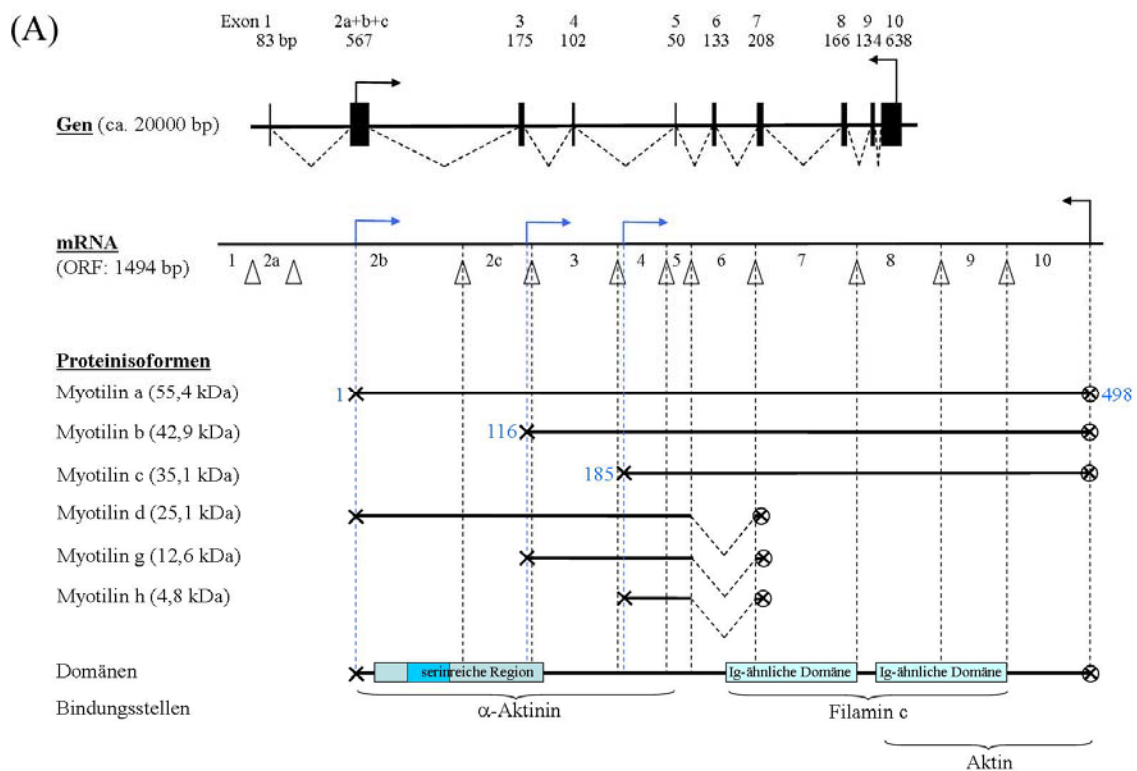 (A)
Exon 1 2a+b+c 3 4 5 6 7 8 9 10
83 bp 567 175 102 50 133 208 166 134 638
Gen (ca. 20000 bp)
mRNA
(ORF: 1494 bp)
1 2a 2b 2c 3 4 5 6 7 8 9 10
Proteinisoformen
Myotilin a (55,4 kDa) 1 498
Myotilin b (42,9 kDa) 116
Myotilin c (35,1 kDa) 185
Myotilin d (25,1 kDa)
Myotilin g (12,6 kDa)
Myotilin h (4,8 kDa)
Domänen serinreiche Region Ig-ähnliche Domäne Ig-ähnliche Domäne
Bindungsstellen α-Aktinin Filamin c
Aktin